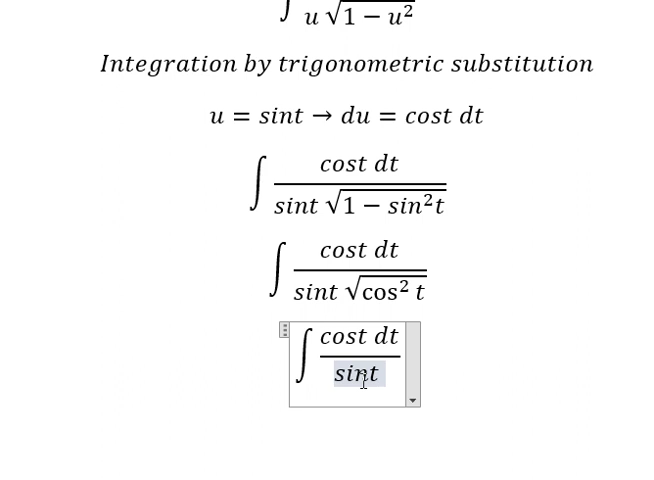 ∫ u √1 − u²
Integration by trigonometric substitution
u = sint → du = cost dt
∫ cost dt
sint √1 − sin²t
∫ cost dt
sint √cos² t
∫ cost dt
sint